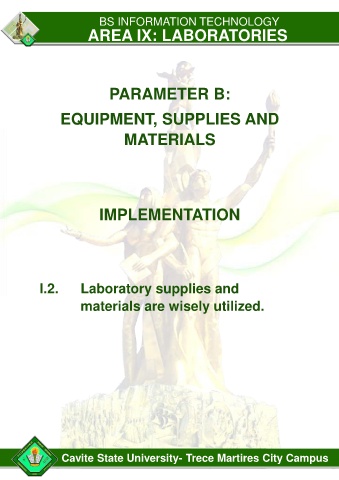 BS INFORMATION TECHNOLOGY
AREA IX: LABORATORIES
PARAMETER B:
EQUIPMENT, SUPPLIES AND
MATERIALS
IMPLEMENTATION
I.2. Laboratory supplies and
materials are wisely utilized.
Cavite State University- Trece Martires City Campus